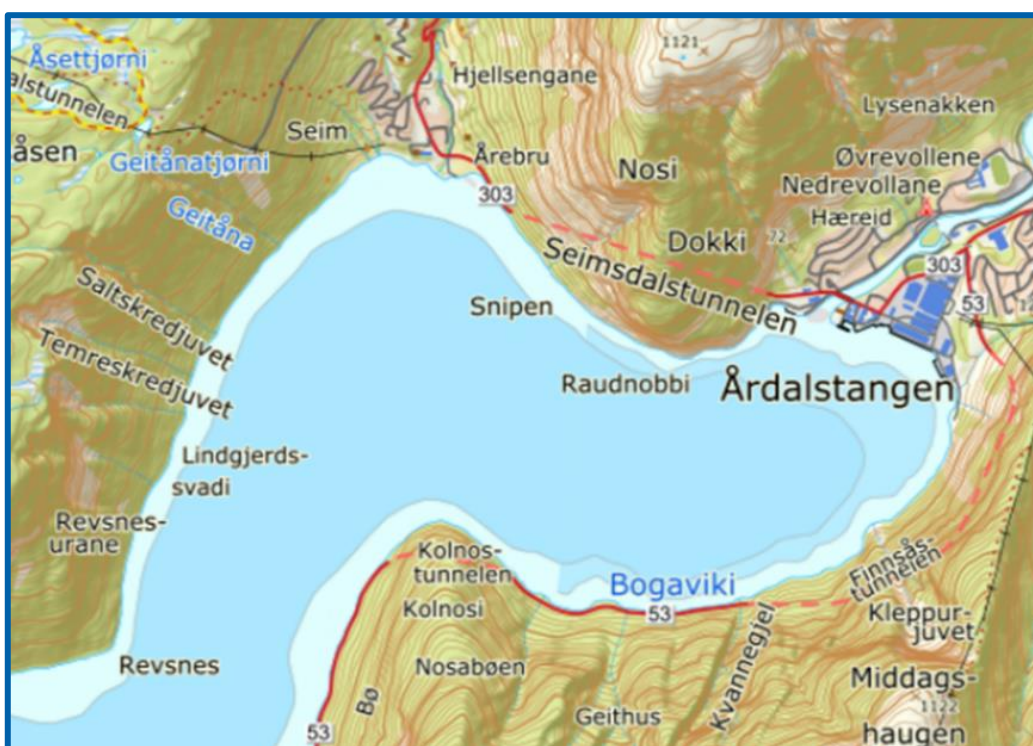 1121
Åsettjørni
Hjellsengane
alstunnelen
Lysenakken
Seim
åsen
Årebru
Øvrevollene
Geitånatjørni
Nosi
Nedrevollane
303
Geitåna
Hæreid
Dokki
72
Seimsdalstunnelen
303
Saltskredjuvet
Snipen
53
Temreskredjuvet
Raudnobbi
Årdalstangen
Lindgjerds-
svadi
Revsnes-
urane
Kolnos-
tunnelen
Bogaviki
Finnsås-
tunnelen
Kolnosi
53
Kleppur-
juvet
Kvannegjel
Revsnes
Nosabøen
Middags-
haugen
1122
Bø
Geithus
53